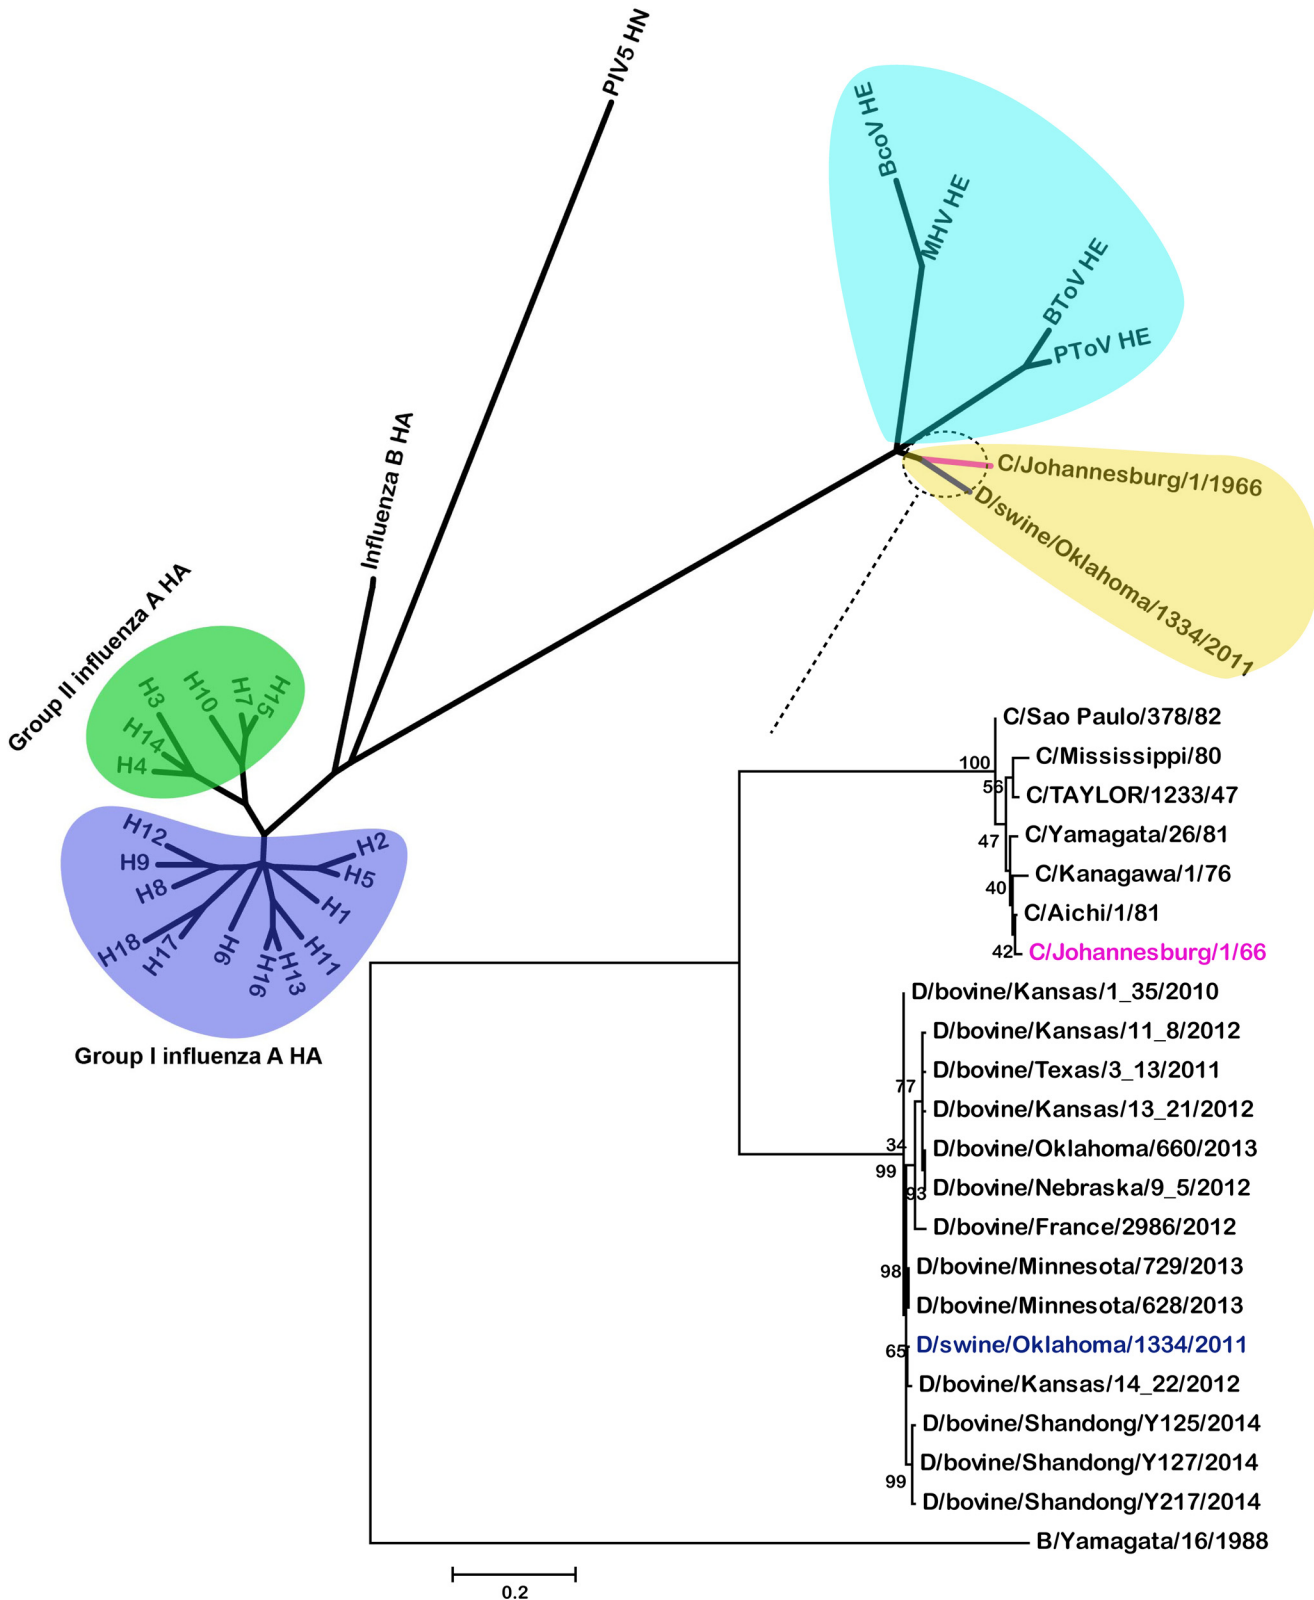 PIV5 HN
BcoV HE
MHV HE
BToV HE
PToV HE
C/Johannesburg/1/1966
D/swine/Oklahoma/1334/2011
Influenza B HA
Group II influenza A HA
H3
H10
H7
H15
H14
H4
H12
H9
H8
H18
H17
H6
H16
H13
H11
H1
H5
H2
Group I influenza A HA
C/Sao Paulo/378/82
100
C/Mississippi/80
56
C/TAYLOR/1233/47
C/Yamagata/26/81
47
C/Kanagawa/1/76
40
C/Aichi/1/81
42
C/Johannesburg/1/66
D/bovine/Kansas/1_35/2010
D/bovine/Kansas/11_8/2012
D/bovine/Texas/3_13/2011
77
D/bovine/Kansas/13_21/2012
34
D/bovine/Oklahoma/660/2013
99
D/bovine/Nebraska/9_5/2012
93
D/bovine/France/2986/2012
D/bovine/Minnesota/729/2013
98
D/bovine/Minnesota/628/2013
D/swine/Oklahoma/1334/2011
65
D/bovine/Kansas/14_22/2012
D/bovine/Shandong/Y125/2014
D/bovine/Shandong/Y127/2014
99
D/bovine/Shandong/Y217/2014
B/Yamagata/16/1988
0.2